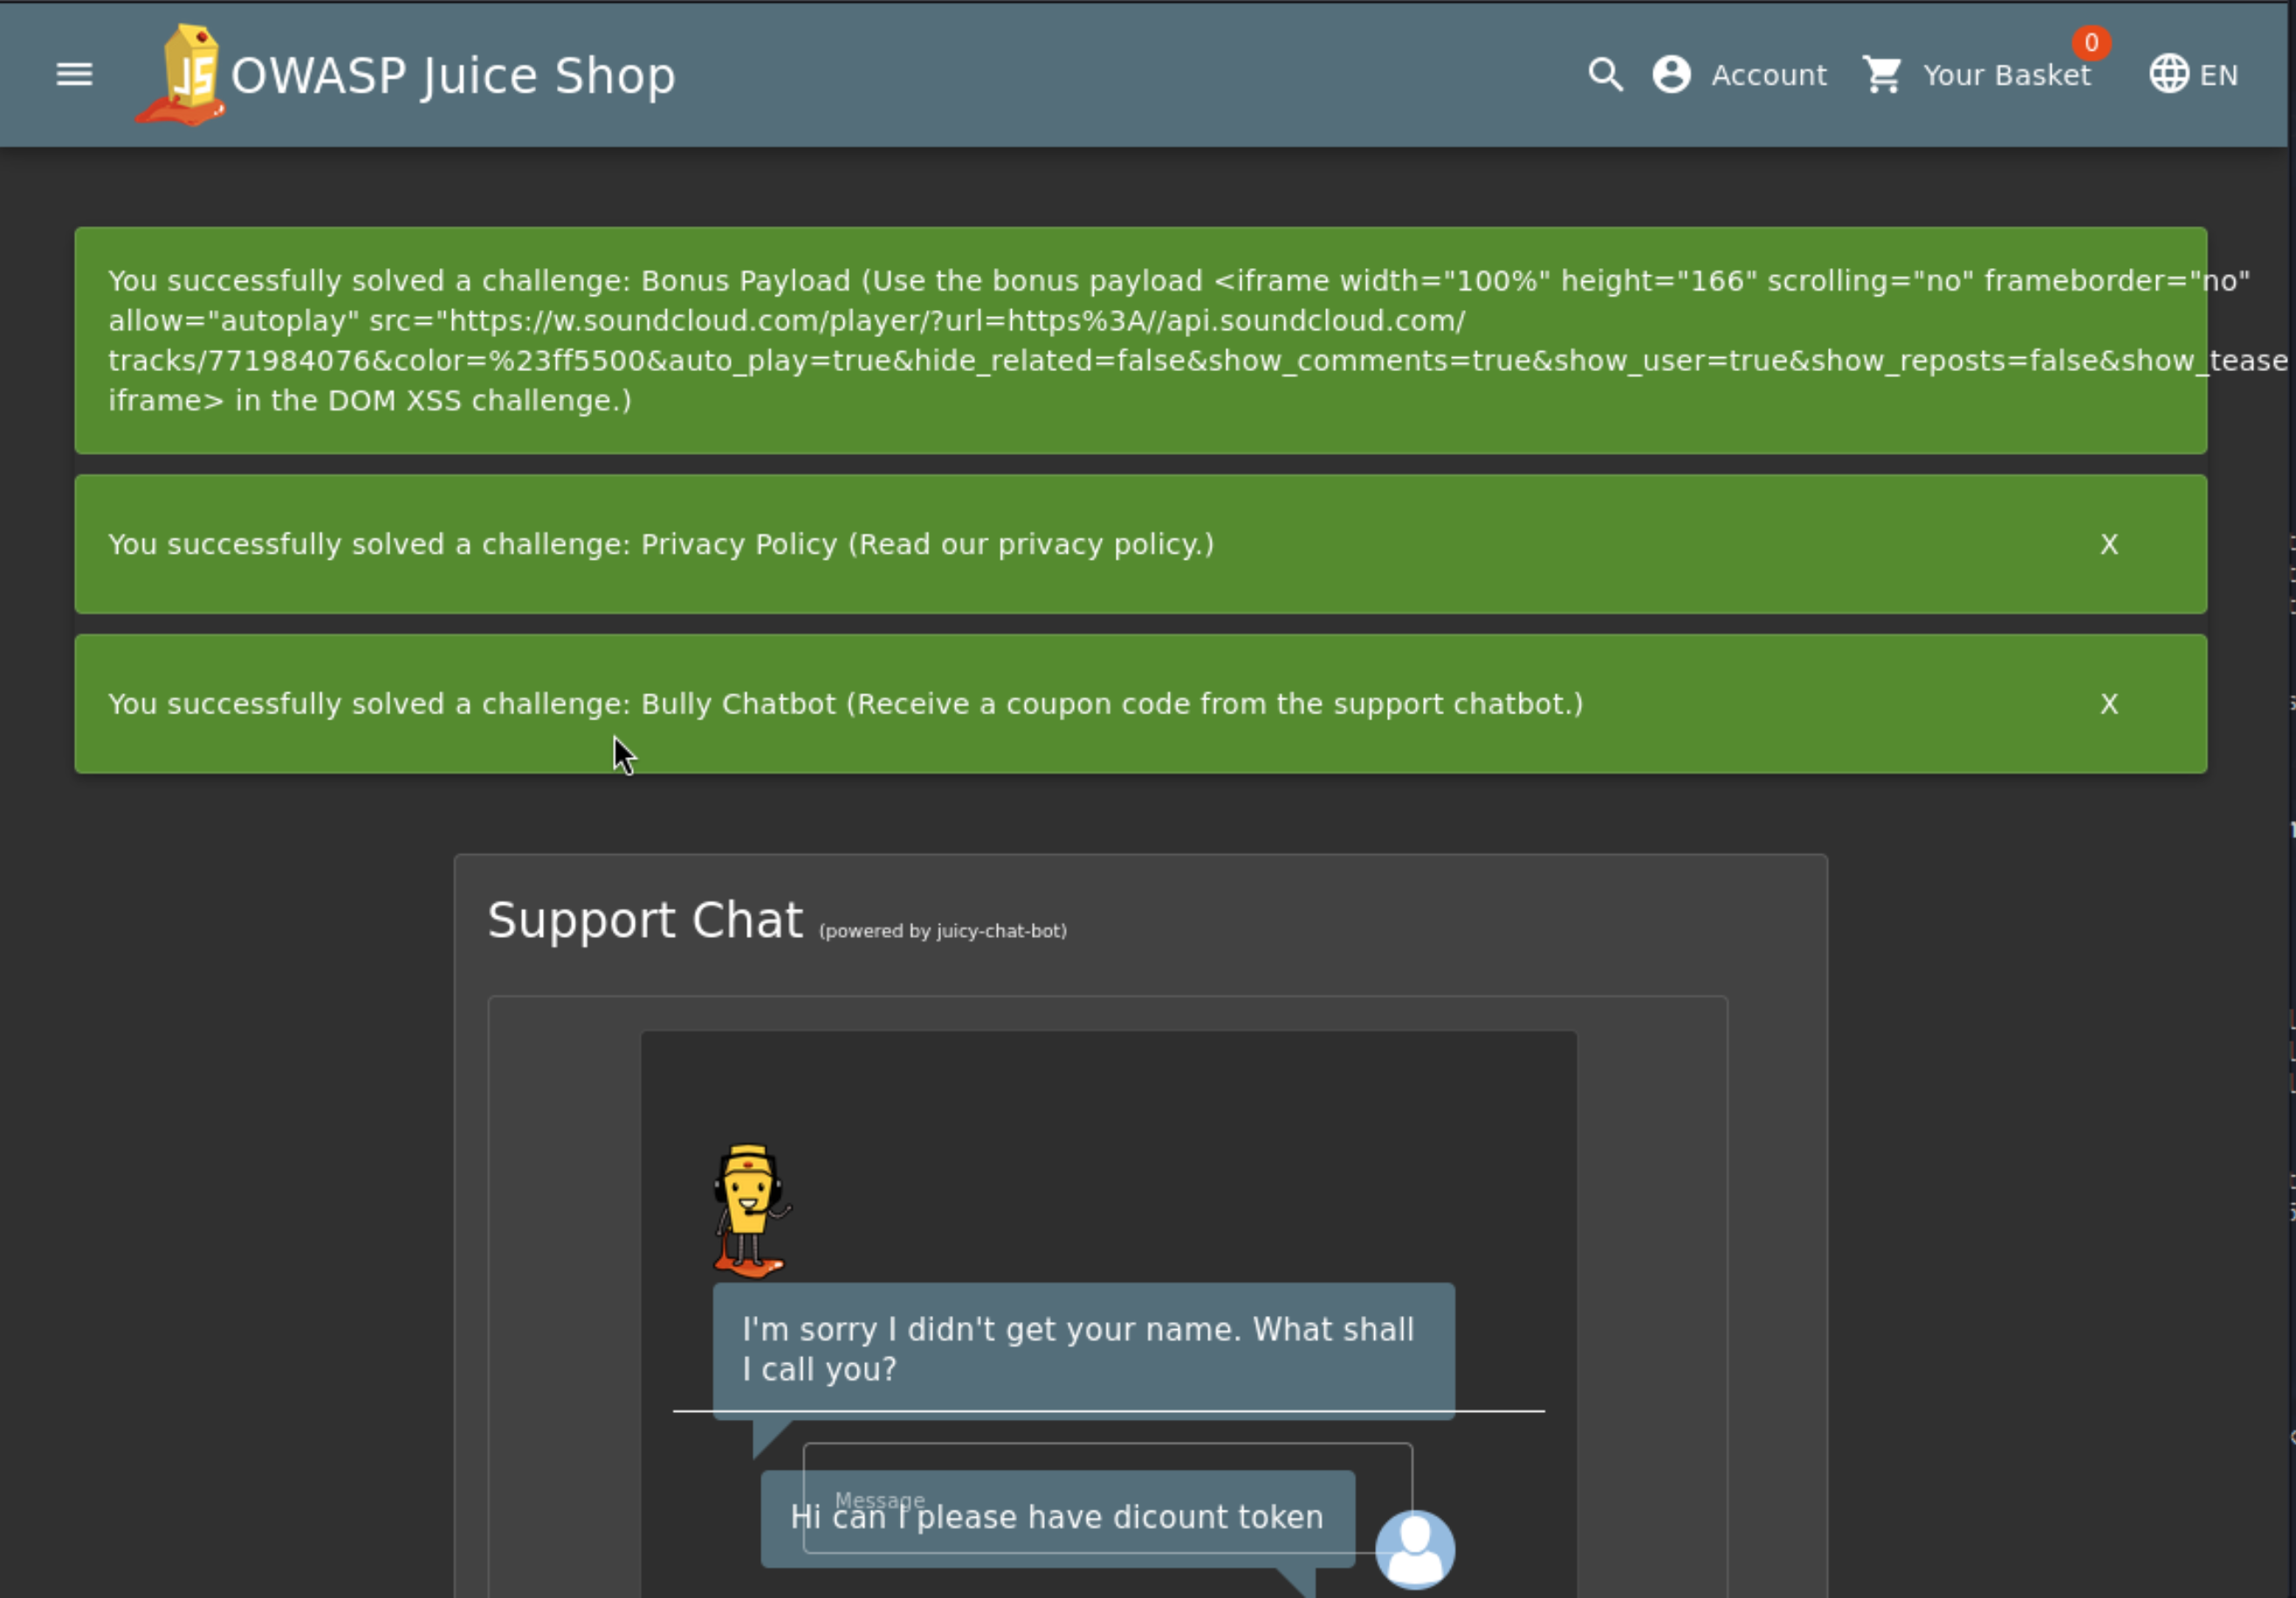 OWASP Juice Shop
Account
Your Basket
0
EN
You successfully solved a challenge: Bonus Payload (Use the bonus payload <iframe width="100%" height="166" scrolling="no" frameborder="no"
allow="autoplay" src="https://w.soundcloud.com/player/?url=https%3A//api.soundcloud.com/
tracks/771984076&color=%23ff5500&auto_play=true&hide_related=false&show_comments=true&show_user=true&show_reposts=false&show_tease
iframe> in the DOM XSS challenge.)
You successfully solved a challenge: Privacy Policy (Read our privacy policy.)
X
You successfully solved a challenge: Bully Chatbot (Receive a coupon code from the support chatbot.)
X
Support Chat (powered by juicy-chat-bot)
I'm sorry I didn't get your name. What shall
I call you?
Message
Hi can I please have dicount token